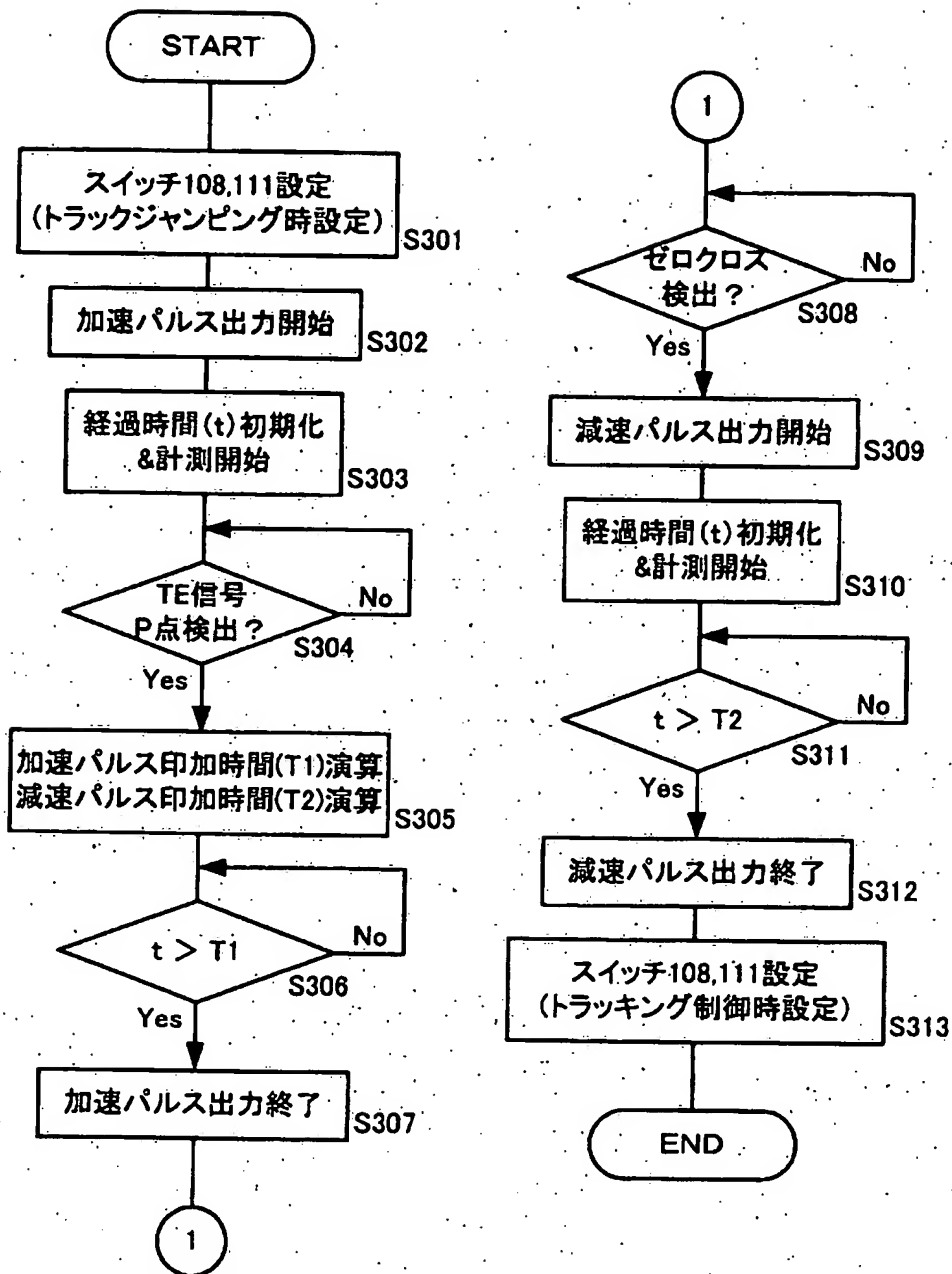 START
スイッチ108,111設定
(トラックジャンピング時設定)
S301
加速パルス出力開始
S302
経過時間(t)初期化
&計測開始
S303
TE信号
P点検出?
No
S304
Yes
加速パルス印加時間(T1)演算
減速パルス印加時間(T2)演算
S305
t > T1
No
S306
Yes
加速パルス出力終了
S307
1
1
ゼロクロス
検出?
No
S308
Yes
減速パルス出力開始
S309
経過時間(t)初期化
&計測開始
S310
t > T2
No
S311
Yes
減速パルス出力終了
S312
スイッチ108,111設定
(トラッキング制御時設定)
S313
END